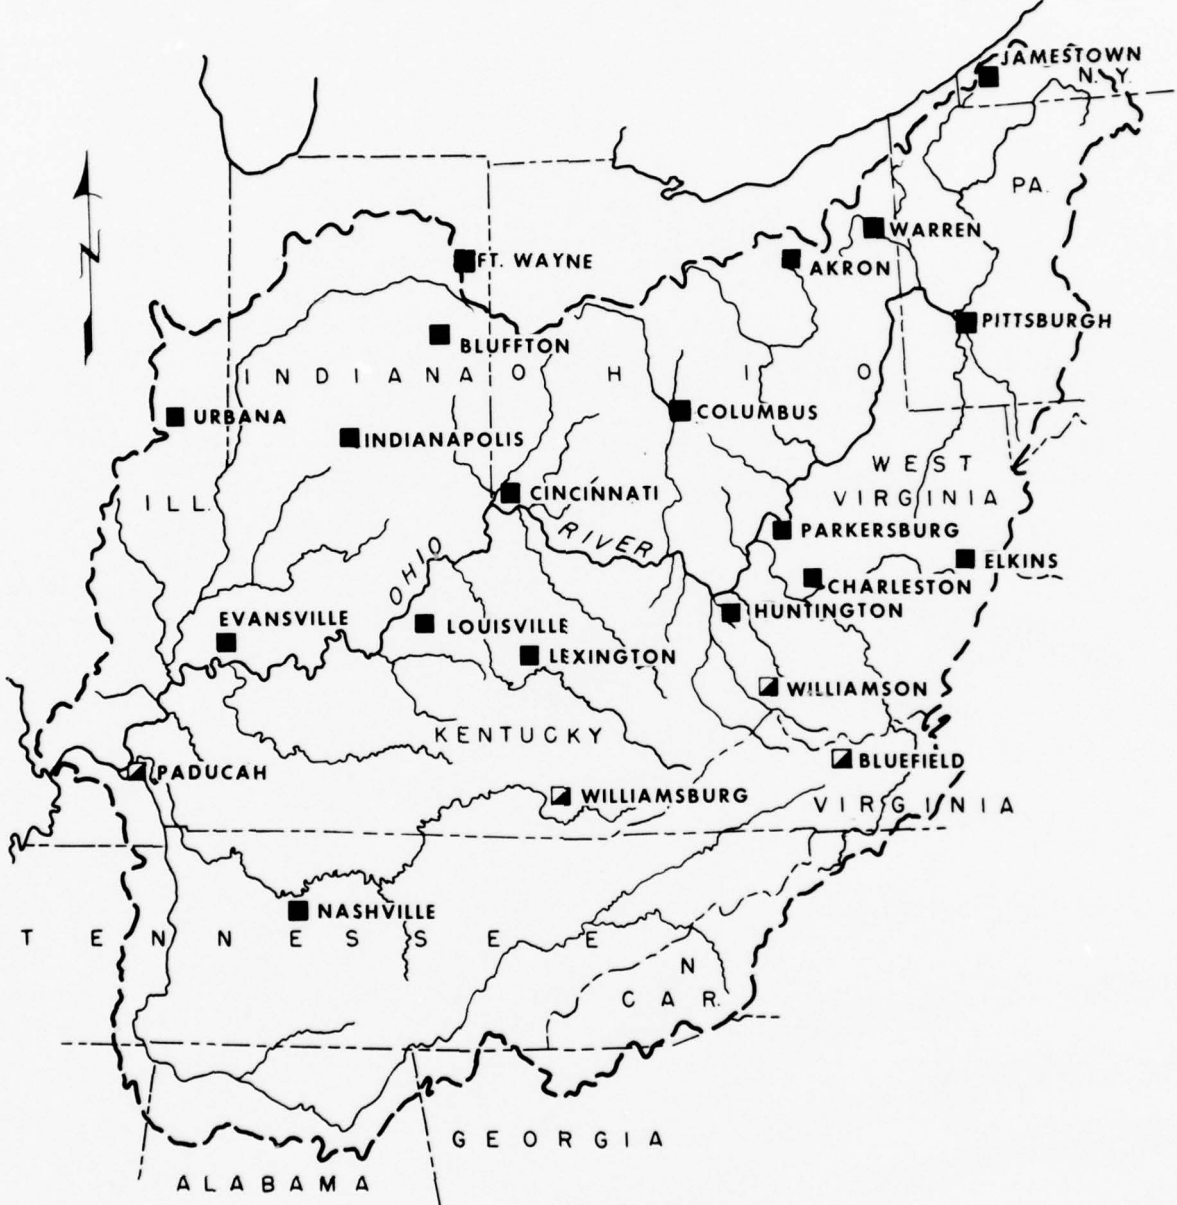 JAMESTOWN
N. Y.
PA.
WARREN
FT. WAYNE
AKRON
PITTSBURGH
BLUFFTON
INDIANA
OHIO
URBANA
COLUMBUS
INDIANAPOLIS
WEST
VIRGINIA
CINCINNATI
ILL.
PARKERSBURG
OHIO RIVER
ELKINS
CHARLESTON
HUNTINGTON
EVANSVILLE
LOUISVILLE
LEXINGTON
WILLIAMSON
KENTUCKY
BLUEFIELD
PADUCAH
WILLIAMSBURG
VIRGINIA
NASHVILLE
TENNESSEE
N
CAR.
GEORGIA
ALABAMA